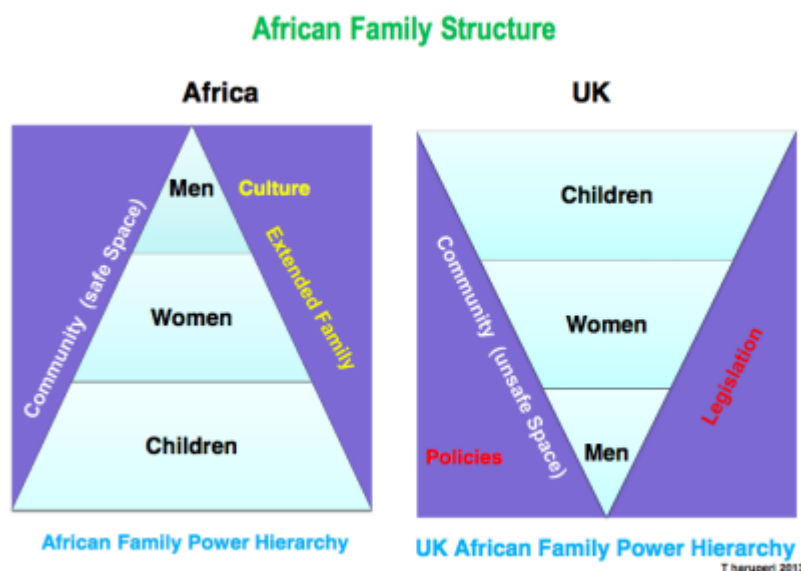 African Family Structure
Africa
Men
Culture
Community (safe Space)
Extended Family
Women
Children
African Family Power Hierarchy
UK
Children
Community (unsafe Space)
Women
Legislation
Policies
Men
UK African Family Power Hierarchy